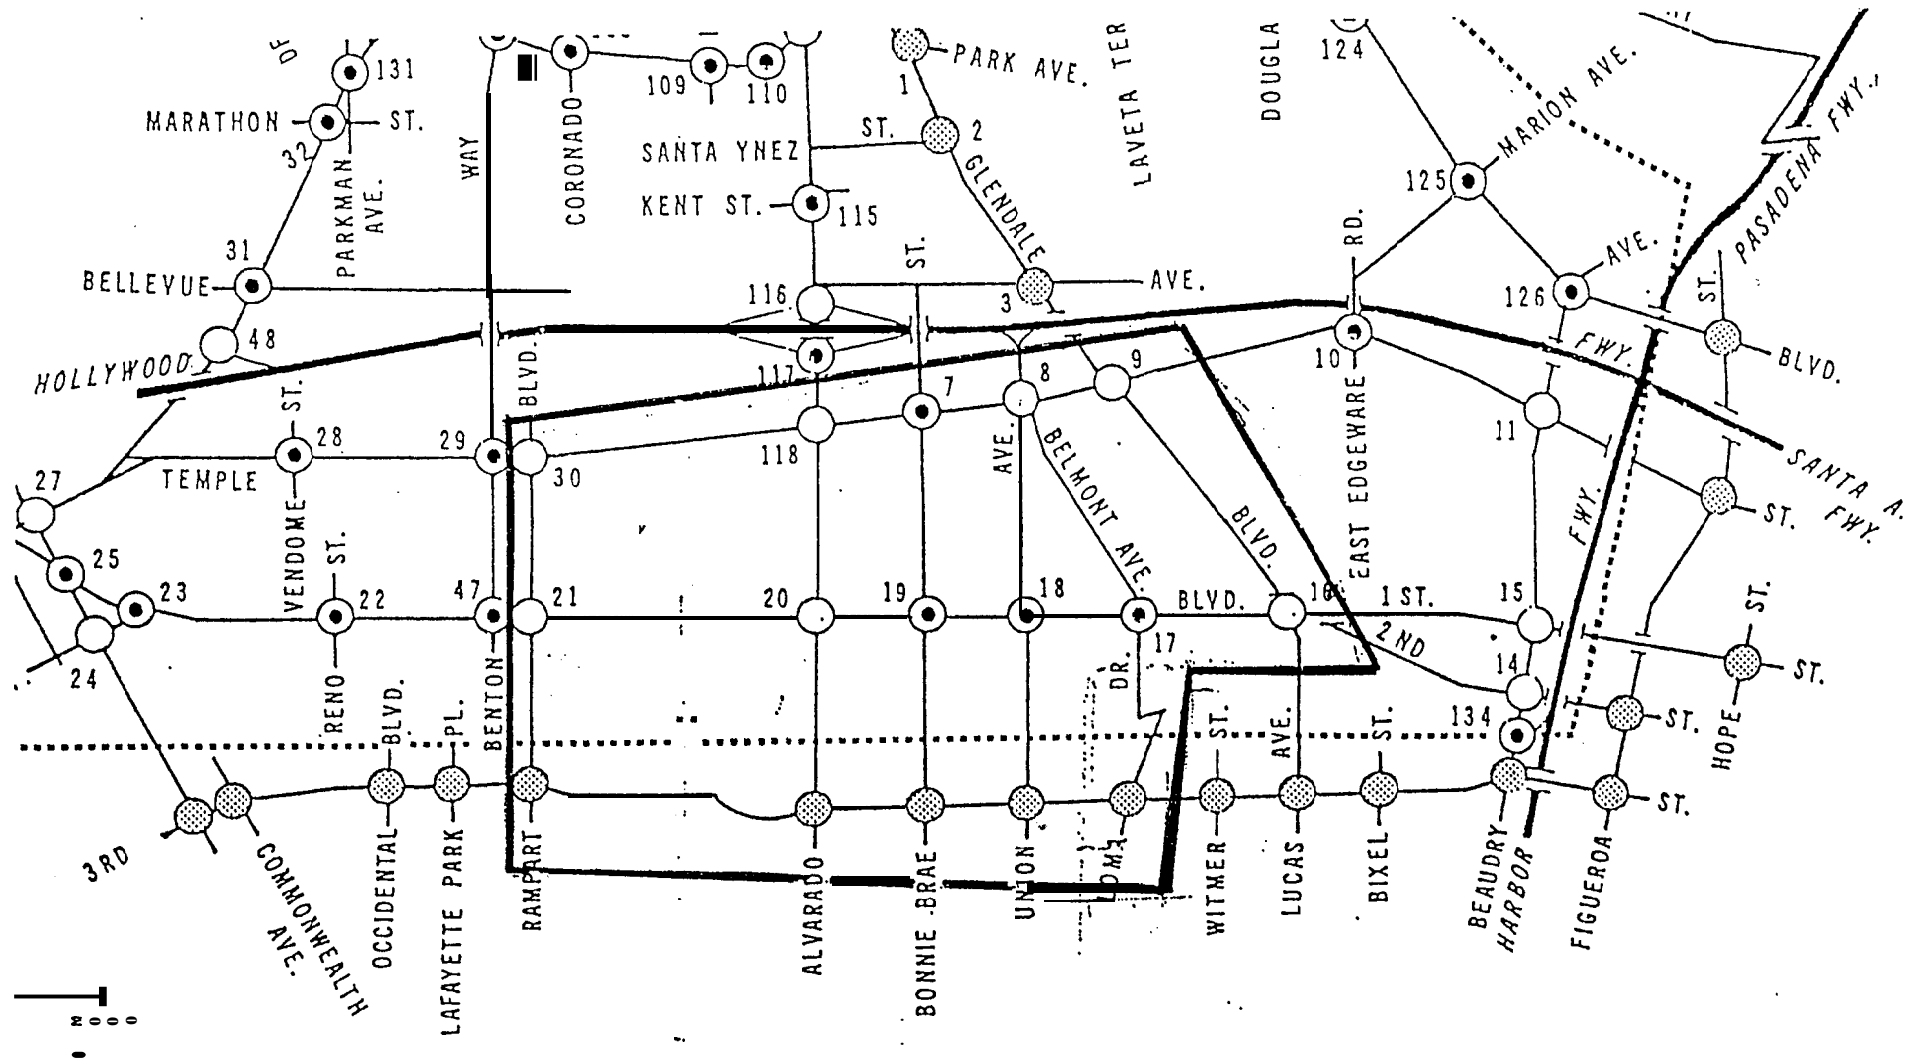 131
109
110
1
PARK AVE.
LAVETA TER
DOUGLA
124
MARION AVE.
PASADENA FWY.,
MARATHON
ST.
32
PARKMAN AVE.
WAY
CORONADO
SANTA YNEZ
ST.
2
GLENDALE
KENT ST.
115
125
RD.
AVE.
126
ST.
31
BELLEVUE
116
ST.
3
AVE.
48
HOLLYWOOD
117
BLVD.
FWY.
BLVD.
10
9
8
7
ST.
28
29
30
118
AVE.
11
27
TEMPLE
SANTA A.
FWY.
FWY.
ST.
BELMONT AVE.
BLVD.
EAST EDGEWARE
25
23
VENDOME
ST.
22
47
21
20
19
18
17
BLVD.
16
1 ST.
2 ND
15
14
134
ST.
ST.
24
RENO
BLVD.
PL.
BENTON
DR.
ST.
AVE.
ST.
ST.
HOPE
ST.
3RD
COMMONWEALTH
AVE.
OCCIDENTAL
LAFAYETTE PARK
RAMPART
ALVARADO
BONNIE BRAE
UNION
LOMA
WITMER
LUCAS
BIXEL
BEAUDRY
HARBOR
FIGUEROA